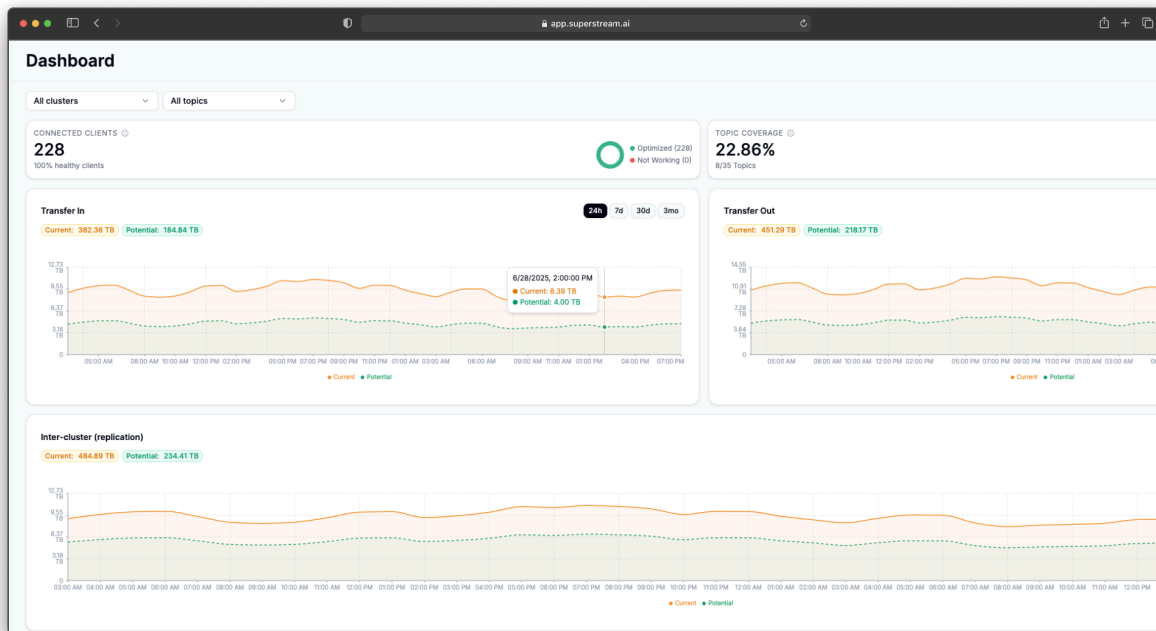 app.superstream.ai
Dashboard
All clusters
All topics
CONNECTED CLIENTS
228
100% healthy clients
Optimized (228)
Not Working (0)
TOPIC COVERAGE
22.86%
8/35 Topics
Transfer In
24h 7d 30d 3mo
Current: 382.36 TB Potential: 184.84 TB
12.73 TB
8.55 TB
6.37 TB
3.18 TB
0
6/28/2025, 2:00:00 PM
Current: 8.39 TB
Potential: 4.00 TB
05:00 AM 08:00 AM 10:00 AM 12:00 PM 02:00 PM 05:00 PM 07:00 PM 09:00 PM 11:00 PM 01:00 AM 03:00 AM 06:00 AM 09:00 AM 11:00 AM 01:00 PM 04:00 PM 07:00 PM
Current Potential
Transfer Out
Current: 451.29 TB Potential: 218.17 TB
14.55 TB
10.91 TB
7.28 TB
3.64 TB
0
05:00 AM 08:00 AM 10:00 AM 12:00 PM 02:00 PM 05:00 PM 07:00 PM 09:00 PM 11:00 PM 01:00 AM 03:00 AM
Current Potential
Inter-cluster (replication)
Current: 484.89 TB Potential: 234.41 TB
TB
9.55 TB
6.37 TB
3.18 TB
0
03:00 AM 04:00 AM 05:00 AM 06:00 AM 07:00 AM 08:00 AM 09:00 AM 10:00 AM 11:00 AM 12:00 PM 01:00 PM 02:00 PM 03:00 PM 04:00 PM 05:00 PM 06:00 PM 07:00 PM 08:00 PM 09:00 PM 10:00 PM 11:00 PM 12:00 AM 01:00 AM 02:00 AM 03:00 AM 04:00 AM 05:00 AM 06:00 AM 07:00 AM 08:00 AM 09:00 AM 10:00 AM 11:00 AM 12:00 PM
Current Potential